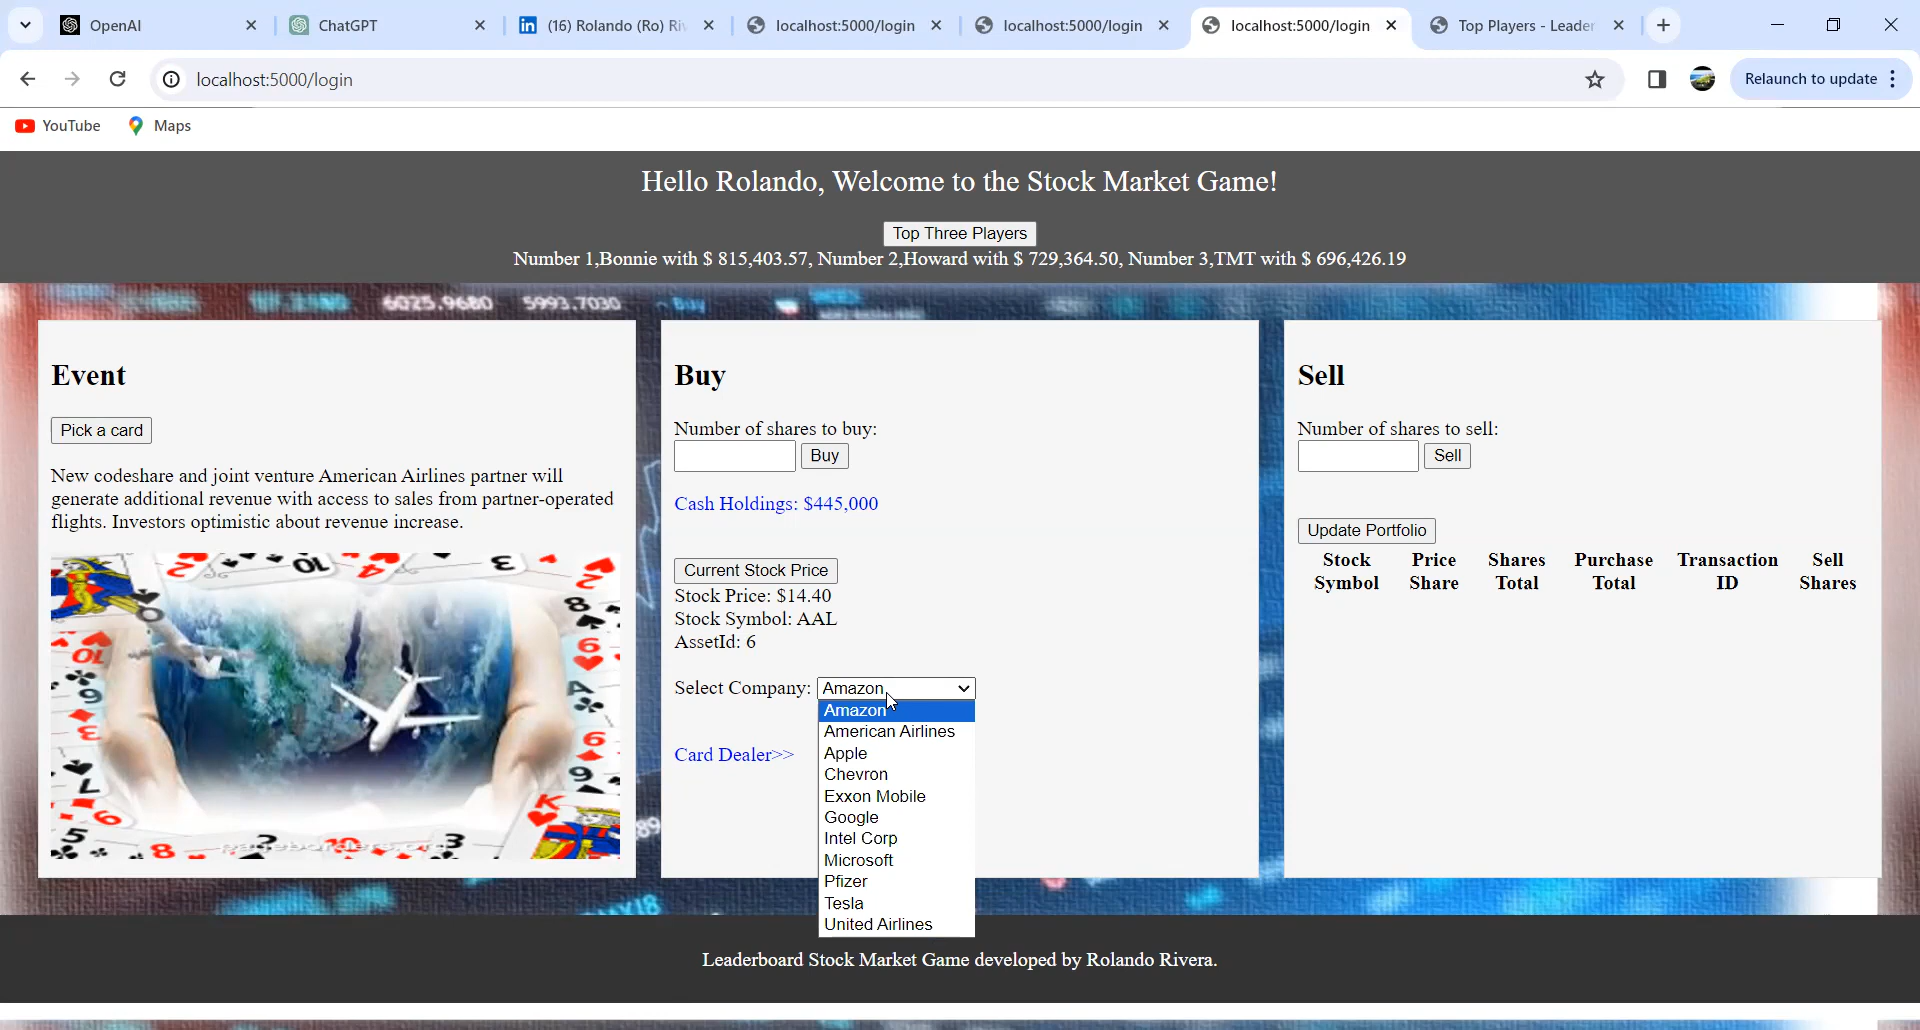 OpenAI
ChatGPT
(16) Rolando (Ro) Riv
localhost:5000/login
localhost:5000/login
localhost:5000/login
Top Players - Leader
localhost:5000/login
Relaunch to update
YouTube
Maps
Hello Rolando, Welcome to the Stock Market Game!
Top Three Players
Number 1,Bonnie with $ 815,403.57, Number 2,Howard with $ 729,364.50, Number 3,TMT with $ 696,426.19
6025.9680 5993.7030 Buy
Event
Pick a card
New codeshare and joint venture American Airlines partner will
generate additional revenue with access to sales from partner-operated
flights. Investors optimistic about revenue increase.
Buy
Number of shares to buy:
Buy
Cash Holdings: $445,000
Current Stock Price
Stock Price: $14.40
Stock Symbol: AAL
AssetId: 6
Select Company: Amazon
Amazon
American Airlines
Apple
Chevron
Exxon Mobile
Google
Intel Corp
Microsoft
Pfizer
Tesla
United Airlines
Card Dealer>>
Sell
Number of shares to sell:
Sell
Update Portfolio
Stock Price Shares Purchase Transaction Sell
Symbol Share Total Total ID Shares
Leaderboard Stock Market Game developed by Rolando Rivera.